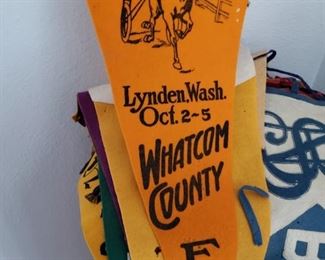 Lynden, Wash.
Oct. 2~5
WHATCOM
COUNTY
F
B